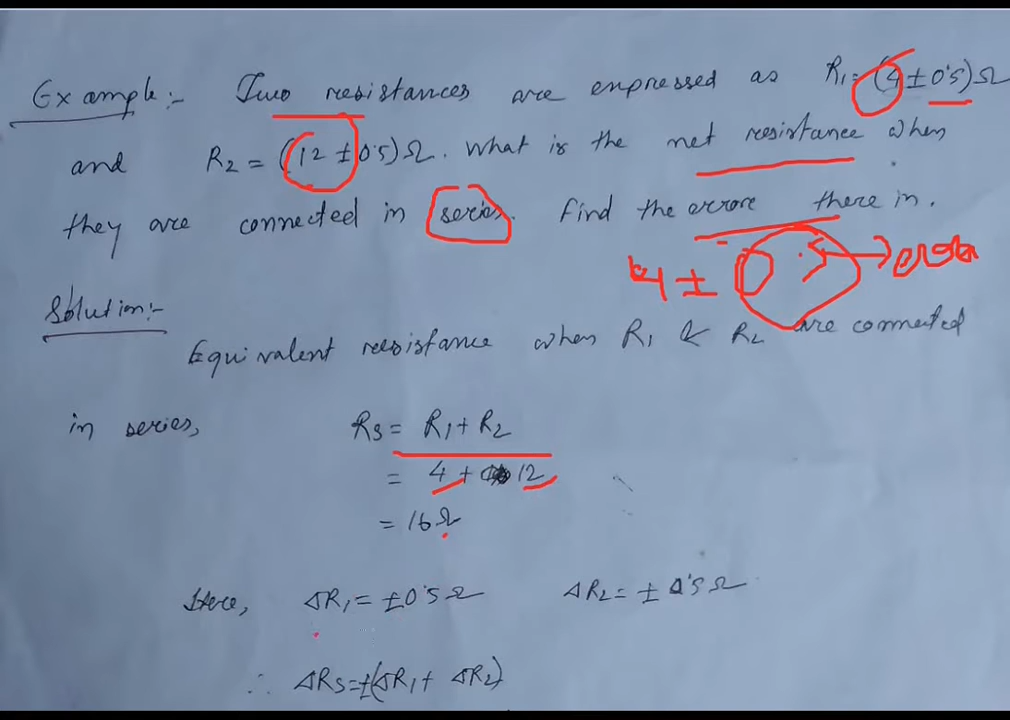 Example:- Two resistances are expressed as R₁=(4±0.5)Ω
and R₂ = (12 ± 0.5)Ω. What is the net resistance when
they are connected in series. Find the error there in.
4 ± 0.5 → error
Solution:-
Equivalent resistance when R₁ & R₂ are connected
in series, Rs = R₁+ R₂
= 4 + 12
= 16Ω
Here, ΔR₁ = ±0.5Ω ΔR₂ = ± 0.5Ω
∴ ΔRs=±(ΔR₁+ ΔR₂)